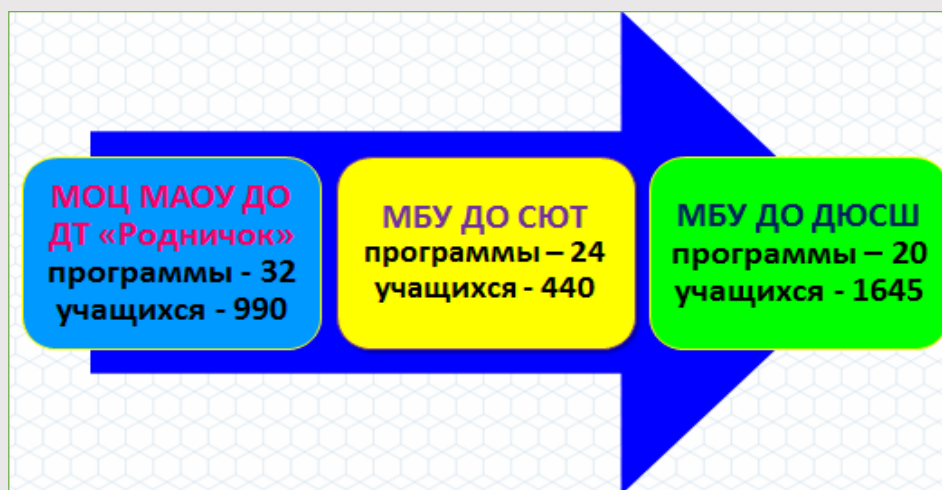 МОЦ МАОУ ДО
ДТ «Родничок»
программы - 32
учащихся - 990
МБУ ДО СЮТ
программы – 24
учащихся - 440
МБУ ДО ДЮСШ
программы – 20
учащихся - 1645